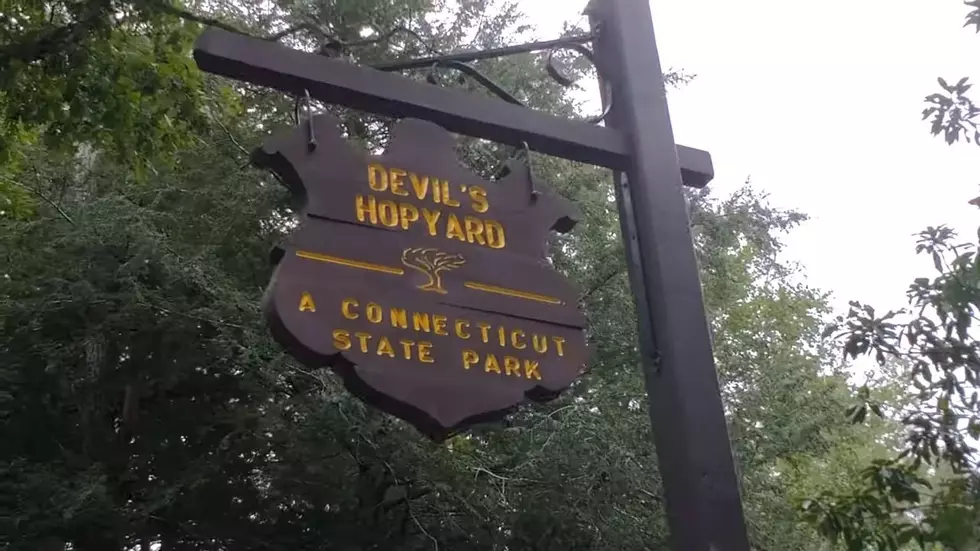 DEVIL'S
HOPYARD
A CONNECTICUT
STATE PARK